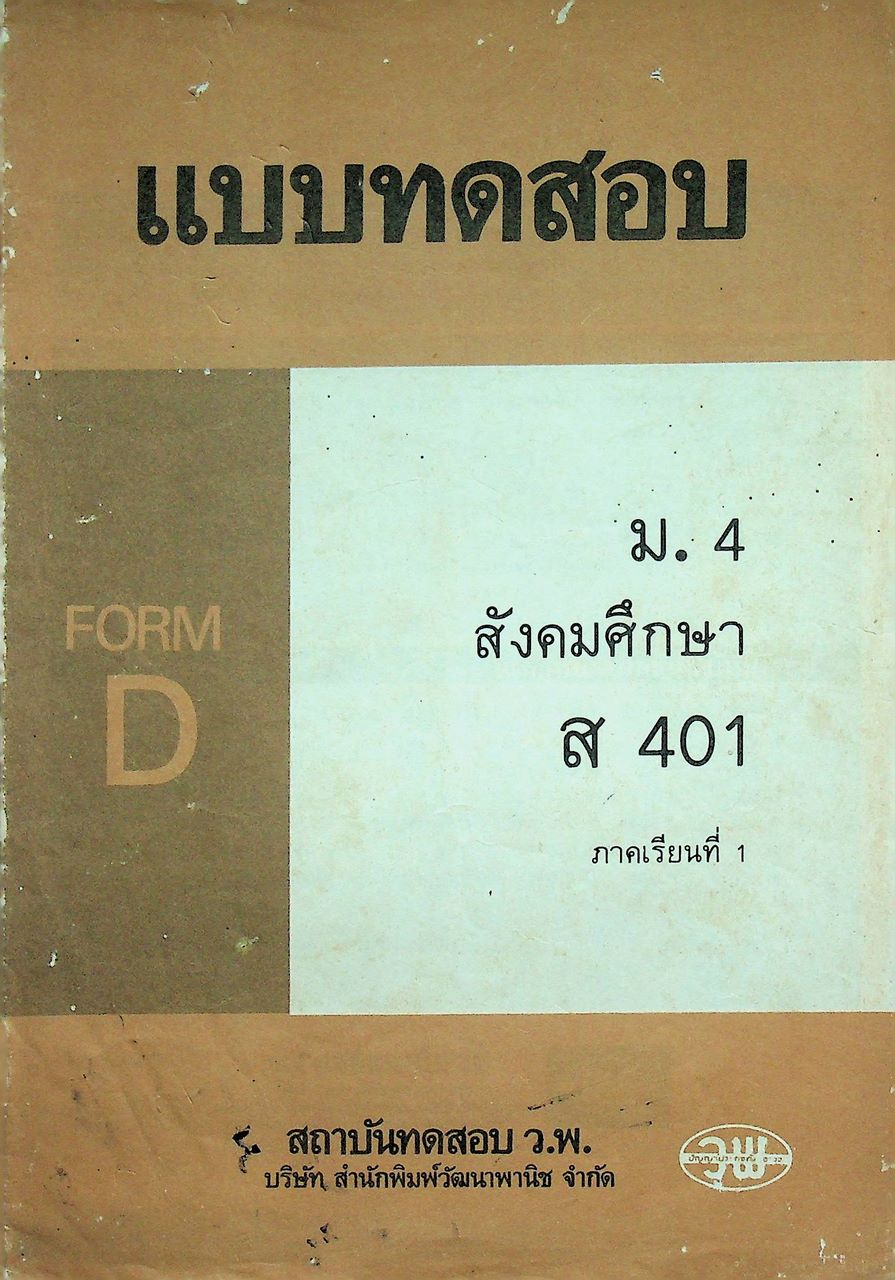 แบบทดสอบ
FORM
D
ม. 4
สังคมศึกษา
ส 401
ภาคเรียนที่ 1
สถาบันทดสอบ ว.พ.
บริษัท สำนักพิมพ์วัฒนาพานิช จำกัด
วพ